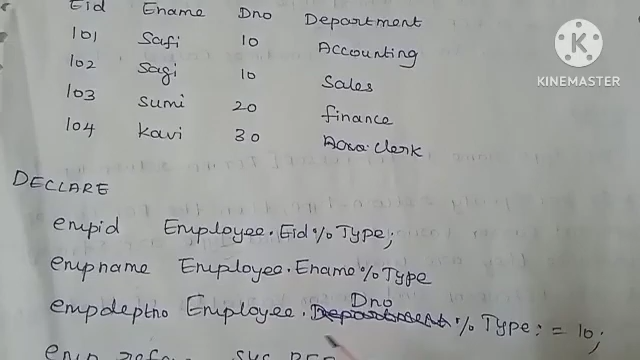 Eid Ename Dno Department
101 Safi 10 Accounting
102 Sagi 10 Sales
103 Sumi 20 finance
104 Kavi 30 clerk
KINEMASTER
DECLARE
empid Employee.Eid%Type;
empname Employee.Ename%Type
Dno
empdeptno Employee. %Type:=10;